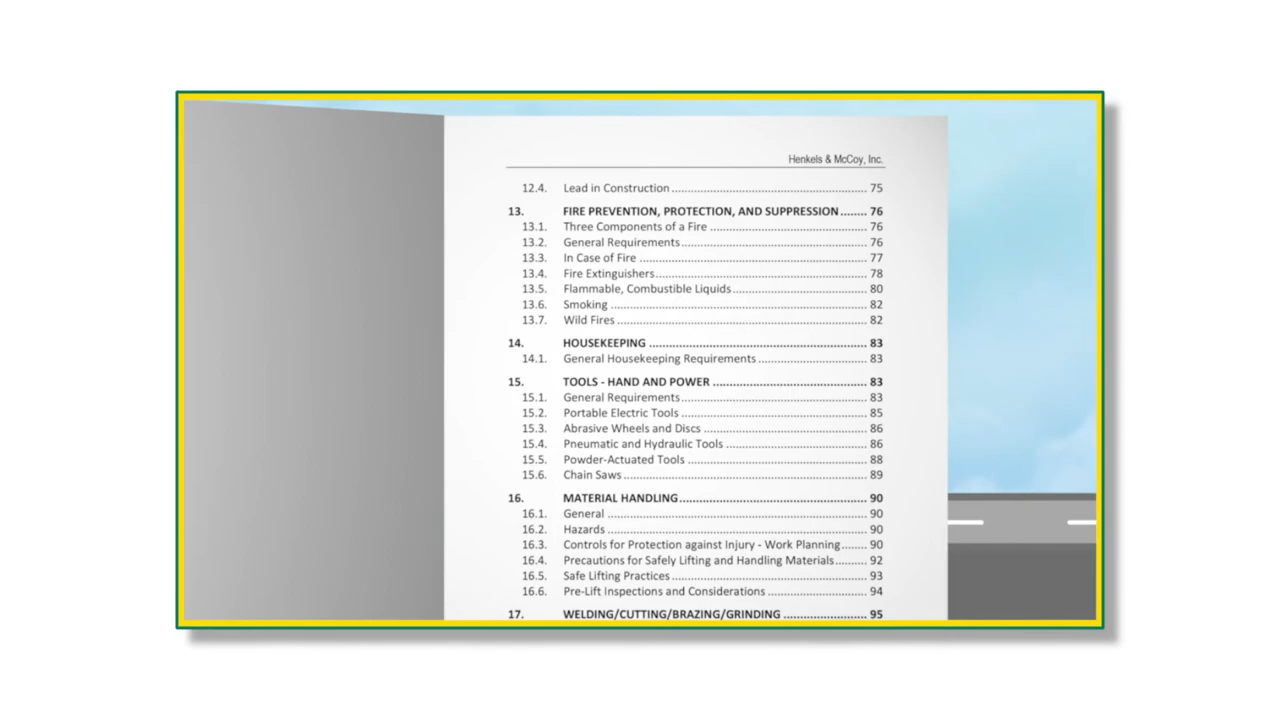 Henkels & McCoy, Inc.
12.4. Lead in Construction ........................................................ 75
13. FIRE PREVENTION, PROTECTION, AND SUPPRESSION ........ 76
13.1. Three Components of a Fire ............................................. 76
13.2. General Requirements...................................................... 76
13.3. In Case of Fire .................................................................. 77
13.4. Fire Extinguishers.............................................................. 78
13.5. Flammable, Combustible Liquids....................................... 80
13.6. Smoking ........................................................................... 82
13.7. Wild Fires ......................................................................... 82
14. HOUSEKEEPING ............................................................... 83
14.1. General Housekeeping Requirements ................................ 83
15. TOOLS - HAND AND POWER ............................................ 83
15.1. General Requirements...................................................... 83
15.2. Portable Electric Tools ...................................................... 85
15.3. Abrasive Wheels and Discs ............................................... 86
15.4. Pneumatic and Hydraulic Tools ......................................... 86
15.5. Powder-Actuated Tools .................................................... 88
15.6. Chain Saws....................................................................... 89
16. MATERIAL HANDLING...................................................... 90
16.1. General ............................................................................ 90
16.2. Hazards ............................................................................ 90
16.3. Controls for Protection against Injury - Work Planning....... 90
16.4. Precautions for Safely Lifting and Handling Materials.......... 92
16.5. Safe Lifting Practices ........................................................ 93
16.6. Pre-Lift Inspections and Considerations ............................. 94
17. WELDING/CUTTING/BRAZING/GRINDING ......................... 95